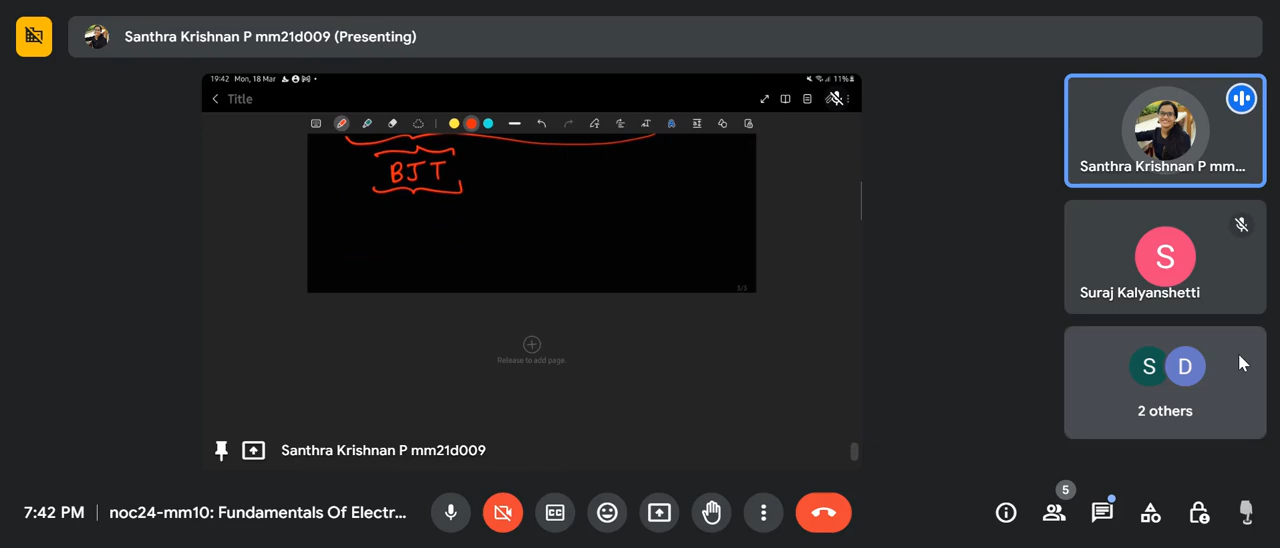 Santhra Krishnan P mm21d009 (Presenting)
19:42 Mon, 18 Mar
11%
Title
BJT
3/3
Release to add page.
Santhra Krishnan P mm21d009
Santhra Krishnan P mm...
S
Suraj Kalyanshetti
S D
2 others
7:42 PM | noc24-mm10: Fundamentals Of Electr...
5